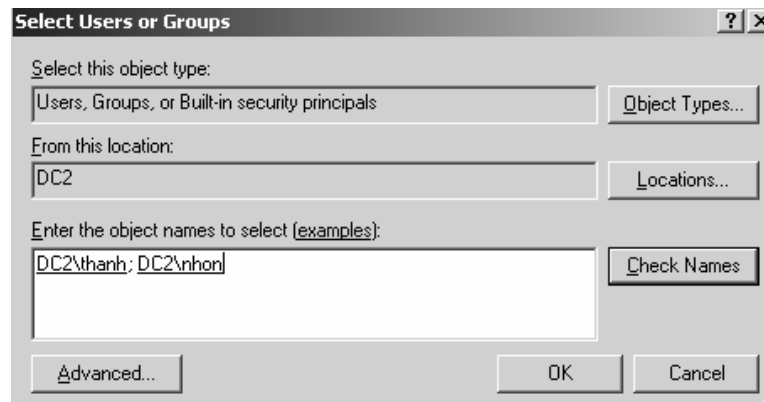 Select Users or Groups
Select this object type:
Users, Groups, or Built-in security principals
Object Types...
From this location:
DC2
Locations...
Enter the object names to select (examples):
DC2\thanh; DC2\nhon
Check Names
Advanced...
OK
Cancel